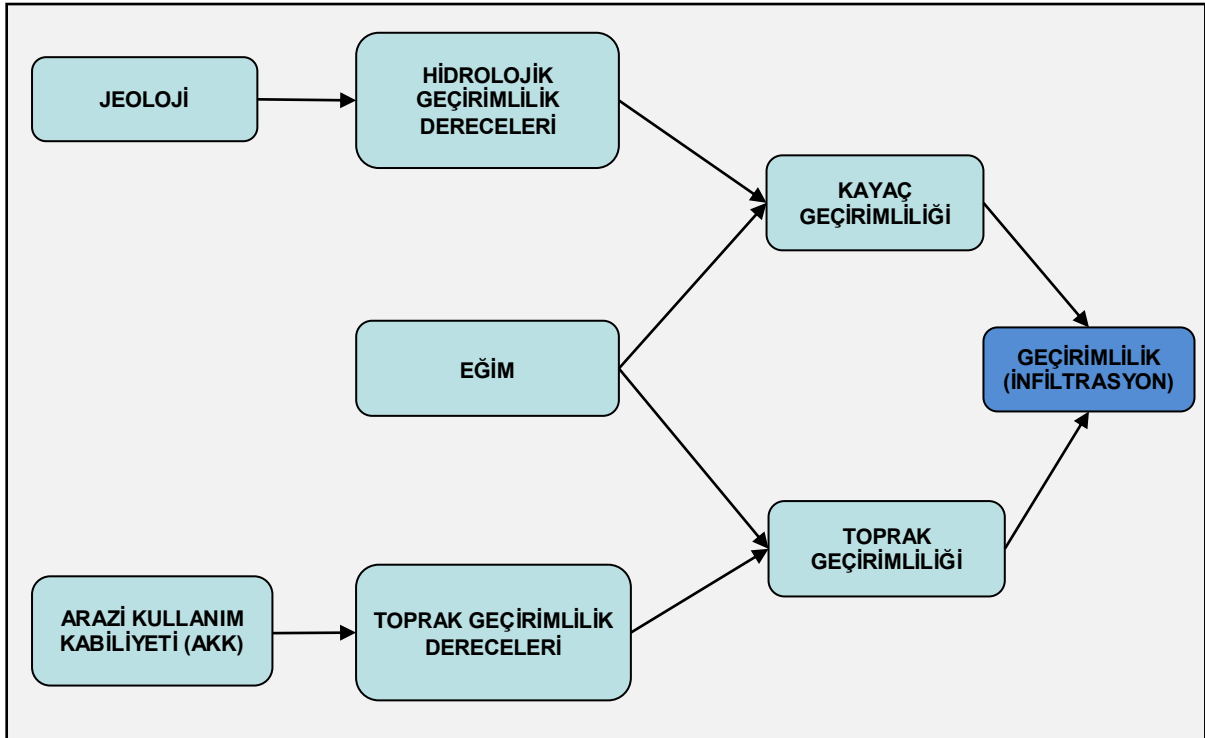 JEOLOJİ
HİDROLOJİK
GEÇİRİMLİLİK
DERECELERİ
KAYAÇ
GEÇİRİMLİLİĞİ
EĞİM
GEÇİRİMLİLİK
(İNFİLTRASYON)
TOPRAK
GEÇİRİMLİLİĞİ
ARAZİ KULLANIM
KABİLİYETİ (AKK)
TOPRAK GEÇİRİMLİLİK
DERECELERİ